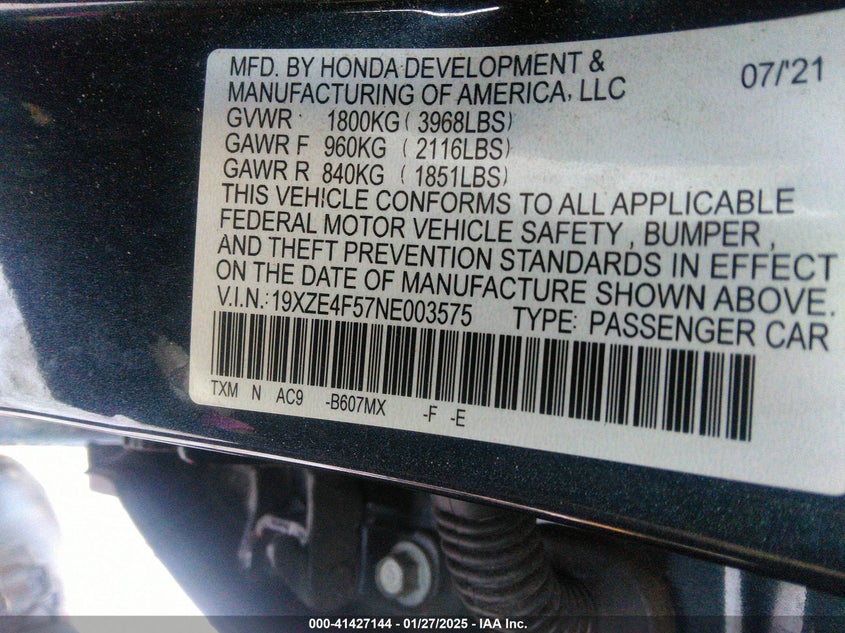 MFD. BY HONDA DEVELOPMENT &
MANUFACTURING OF AMERICA, LLC
07/'21
GVWR 1800KG ( 3968LBS)
GAWR F 960KG ( 2116LBS)
GAWR R 840KG ( 1851LBS)
THIS VEHICLE CONFORMS TO ALL APPLICABLE
FEDERAL MOTOR VEHICLE SAFETY , BUMPER ,
AND THEFT PREVENTION STANDARDS IN EFFECT
ON THE DATE OF MANUFACTURE SHOWN ABOVE.
V.I.N.: 19XZE4F57NE003575 TYPE: PASSENGER CAR
TXM N AC9 -B607MX -F -E
000-41427144 / 01/27/2025 - IAA Inc.